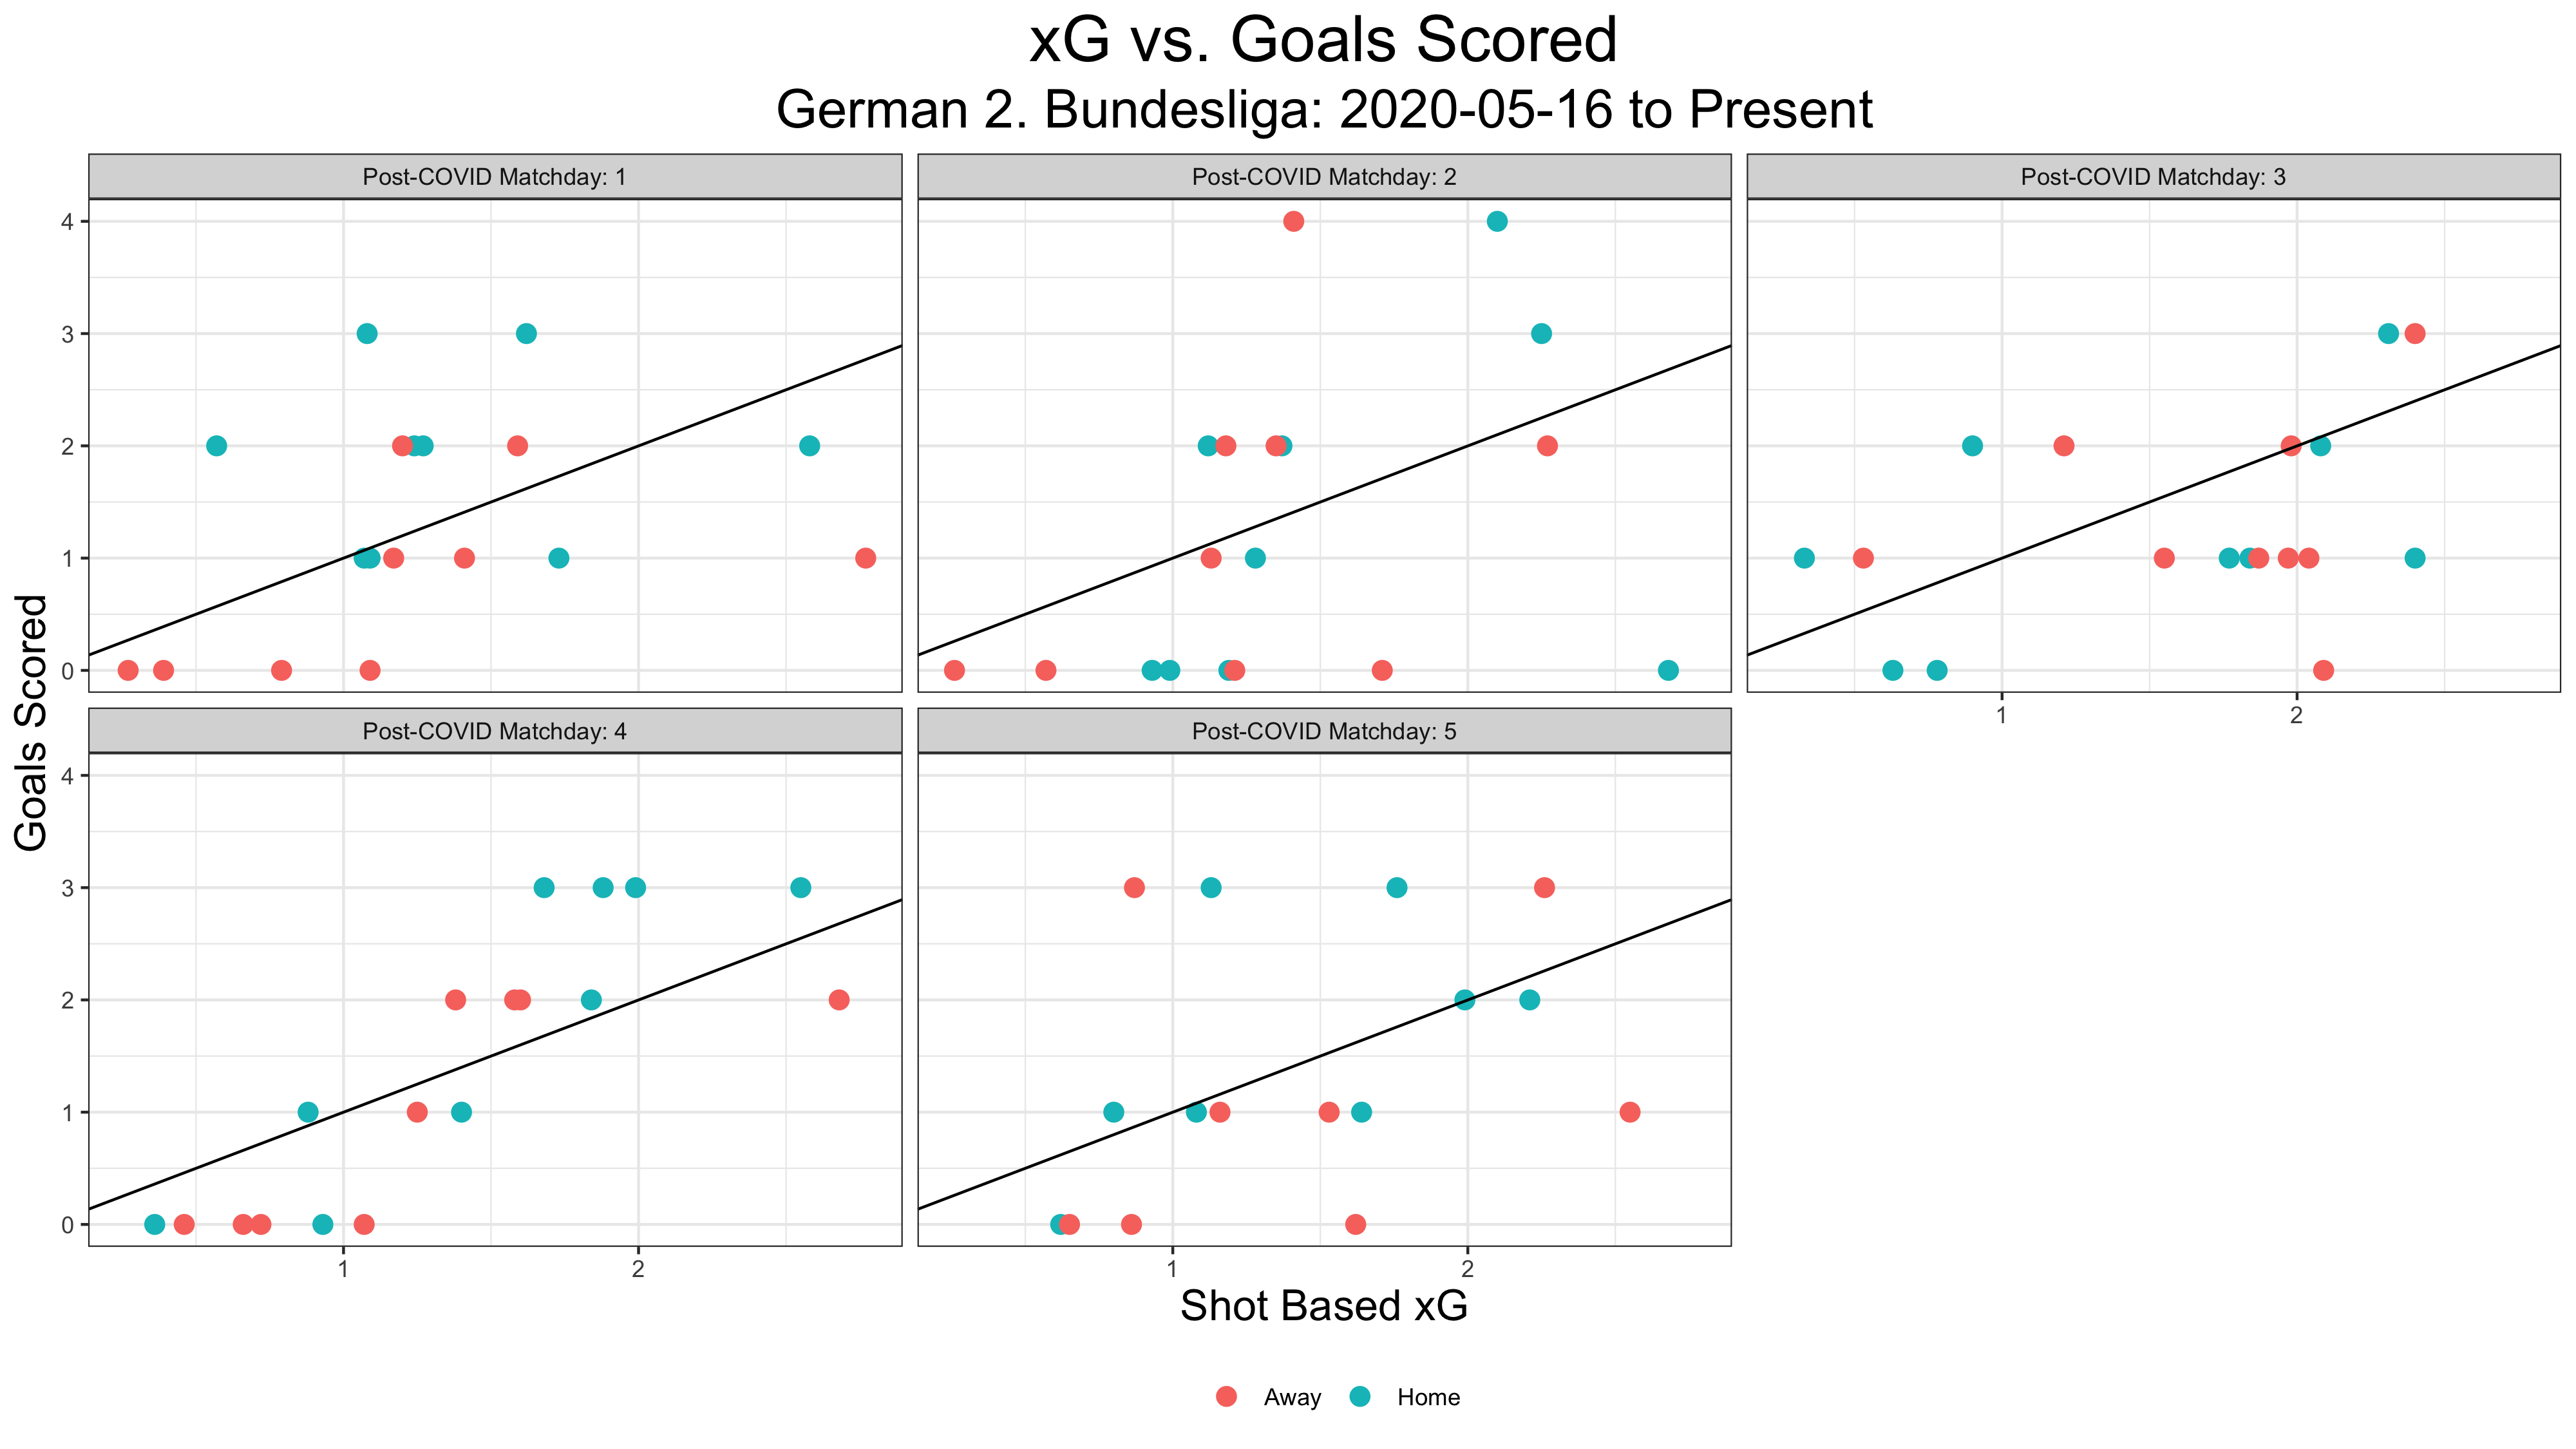 xG vs. Goals Scored
German 2. Bundesliga: 2020-05-16 to Present
Post-COVID Matchday: 1
Post-COVID Matchday: 2
Post-COVID Matchday: 3
4
3
2
1
0
1
2
Post-COVID Matchday: 4
Post-COVID Matchday: 5
4
3
2
1
0
1
2
1
2
Goals Scored
Shot Based xG
Away
Home